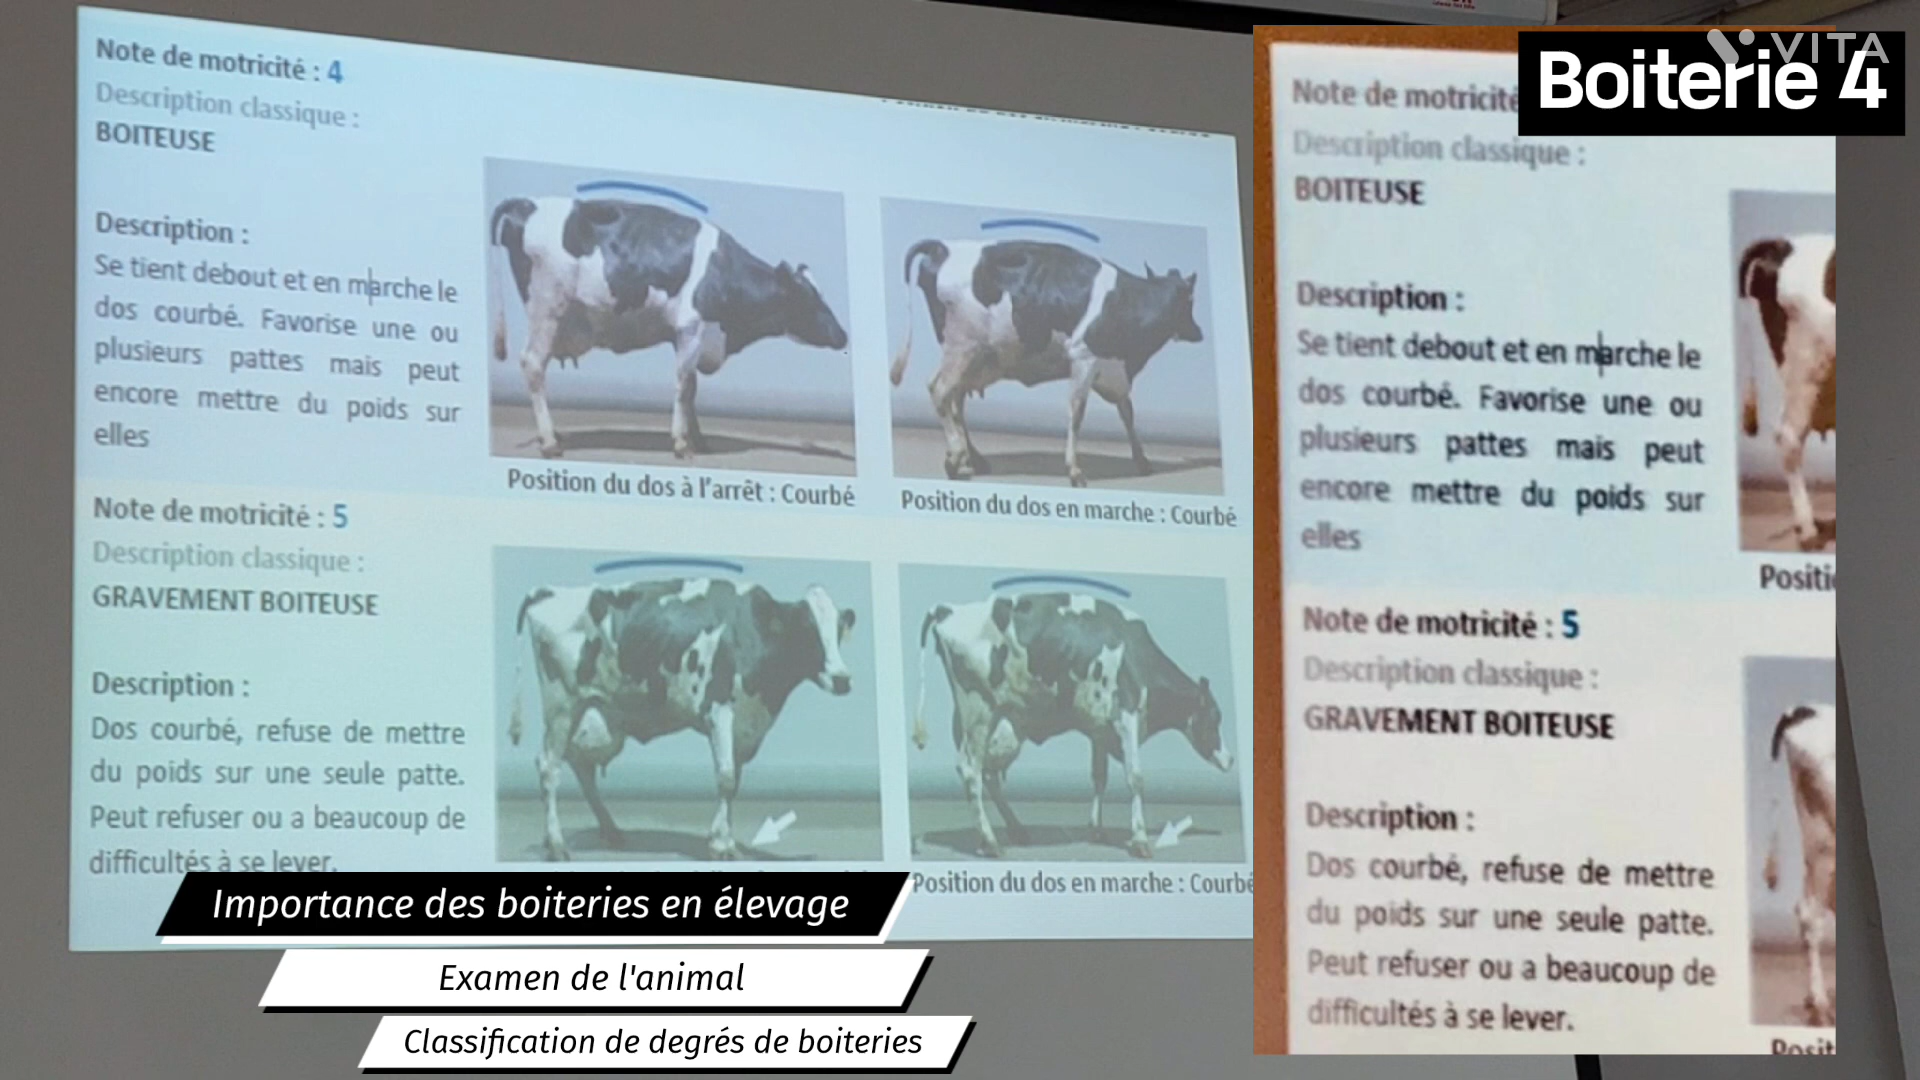 Note de motricité : 4
Description classique :
BOITEUSE
Description :
Se tient debout et en marche le
dos courbé. Favorise une ou
plusieurs pattes mais peut
encore mettre du poids sur
elles
Position du dos à l'arrêt : Courbé
Position du dos en marche : Courbé
Note de motricité : 5
Description classique :
GRAVEMENT BOITEUSE
Description :
Dos courbé, refuse de mettre
du poids sur une seule patte.
Peut refuser ou a beaucoup de
difficultés à se lever.
Position du dos en marche : Courbé
Importance des boiteries en élevage
Examen de l'animal
Classification de degrés de boiteries
VITA
Boiterie 4
Note de motricité
Description classique :
BOITEUSE
Description :
Se tient debout et en marche le
dos courbé. Favorise une ou
plusieurs pattes mais peut
encore mettre du poids sur
elles
Positi
Note de motricité : 5
Description classique :
GRAVEMENT BOITEUSE
Description :
Dos courbé, refuse de mettre
du poids sur une seule patte.
Peut refuser ou a beaucoup de
difficultés à se lever.
Posit